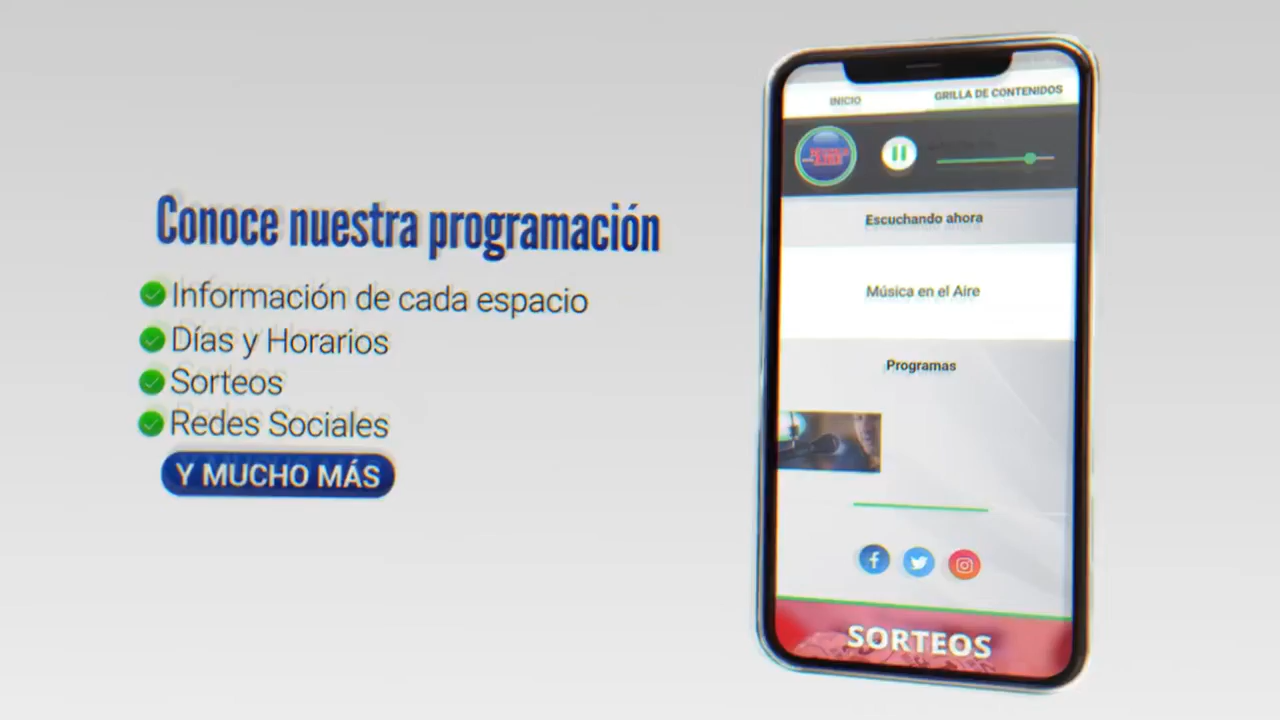 Conoce nuestra programación
Información de cada espacio
Días y Horarios
Sorteos
Redes Sociales
Y MUCHO MÁS
INICIO
GRILLA DE CONTENIDOS
Escuchando ahora
Música en el Aire
Programas
SORTEOS